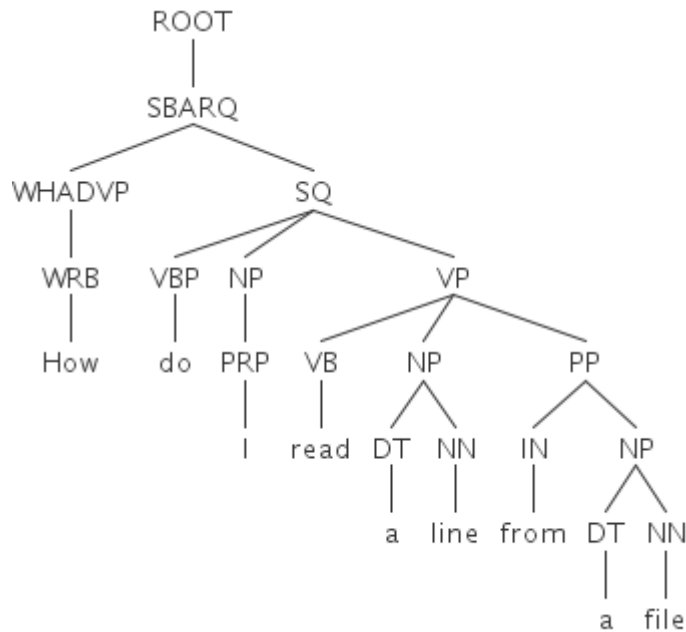 ROOT
SBARQ
WHADVP SQ
WRB VBP NP VP
How do PRP VB NP PP
I read DT NN IN NP
a line from DT NN
a file